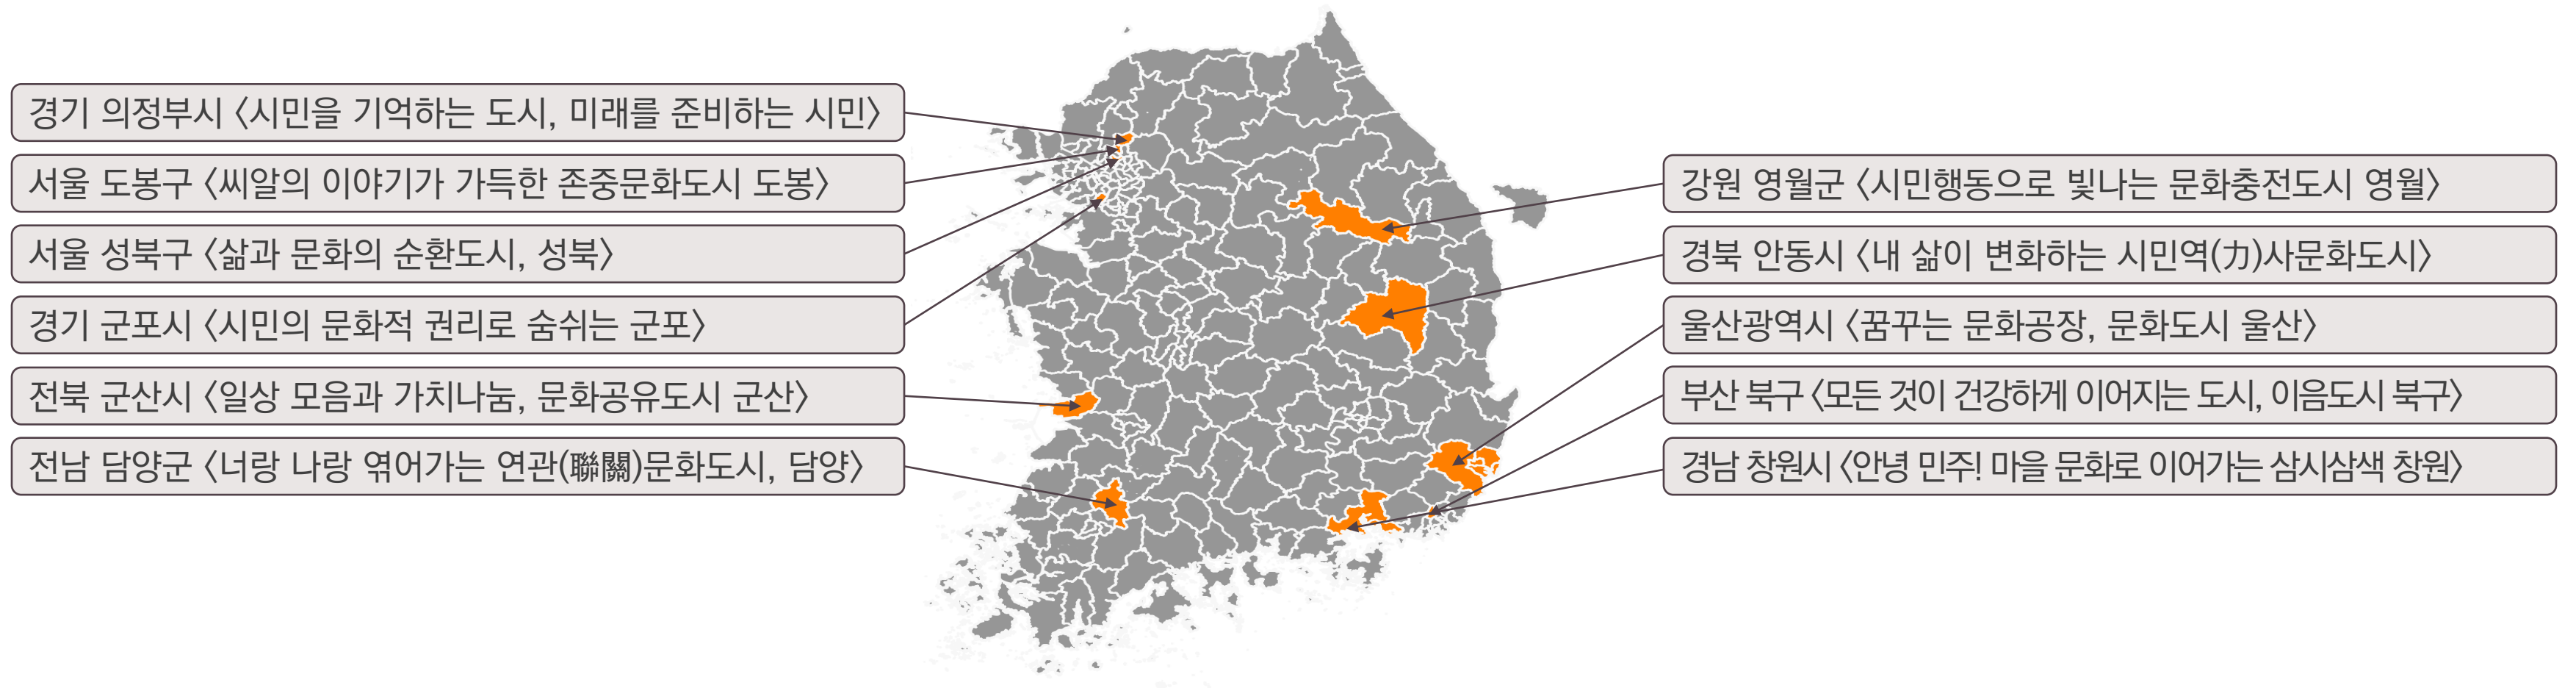 경기 의정부시 〈시민을 기억하는 도시, 미래를 준비하는 시민〉
서울 도봉구 〈씨알의 이야기가 가득한 존중문화도시 도봉〉
서울 성북구 〈삶과 문화의 순환도시, 성북〉
경기 군포시 〈시민의 문화적 권리로 숨쉬는 군포〉
전북 군산시 〈일상 모음과 가치나눔, 문화공유도시 군산〉
전남 담양군 〈너랑 나랑 엮어가는 연관(聯關)문화도시, 담양〉
강원 영월군 〈시민행동으로 빛나는 문화충전도시 영월〉
경북 안동시 〈내 삶이 변화하는 시민역(力)사문화도시〉
울산광역시 〈꿈꾸는 문화공장, 문화도시 울산〉
부산 북구 〈모든 것이 건강하게 이어지는 도시, 이음도시 북구〉
경남 창원시 〈안녕 민주! 마을 문화로 이어가는 삼시삼색 창원〉